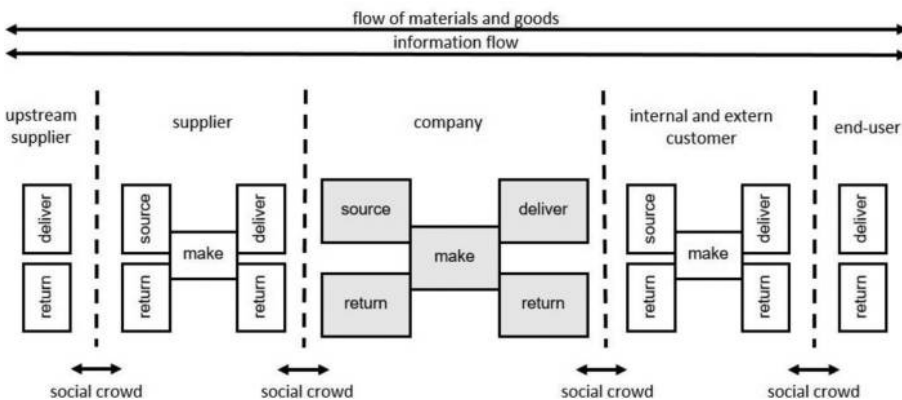 flow of materials and goods
information flow
upstream
supplier
supplier
company
internal and extern
customer
end-user
deliver
return
source
return
make
deliver
return
source
return
make
deliver
return
source
return
make
deliver
return
deliver
return
social crowd
social crowd
social crowd
social crowd